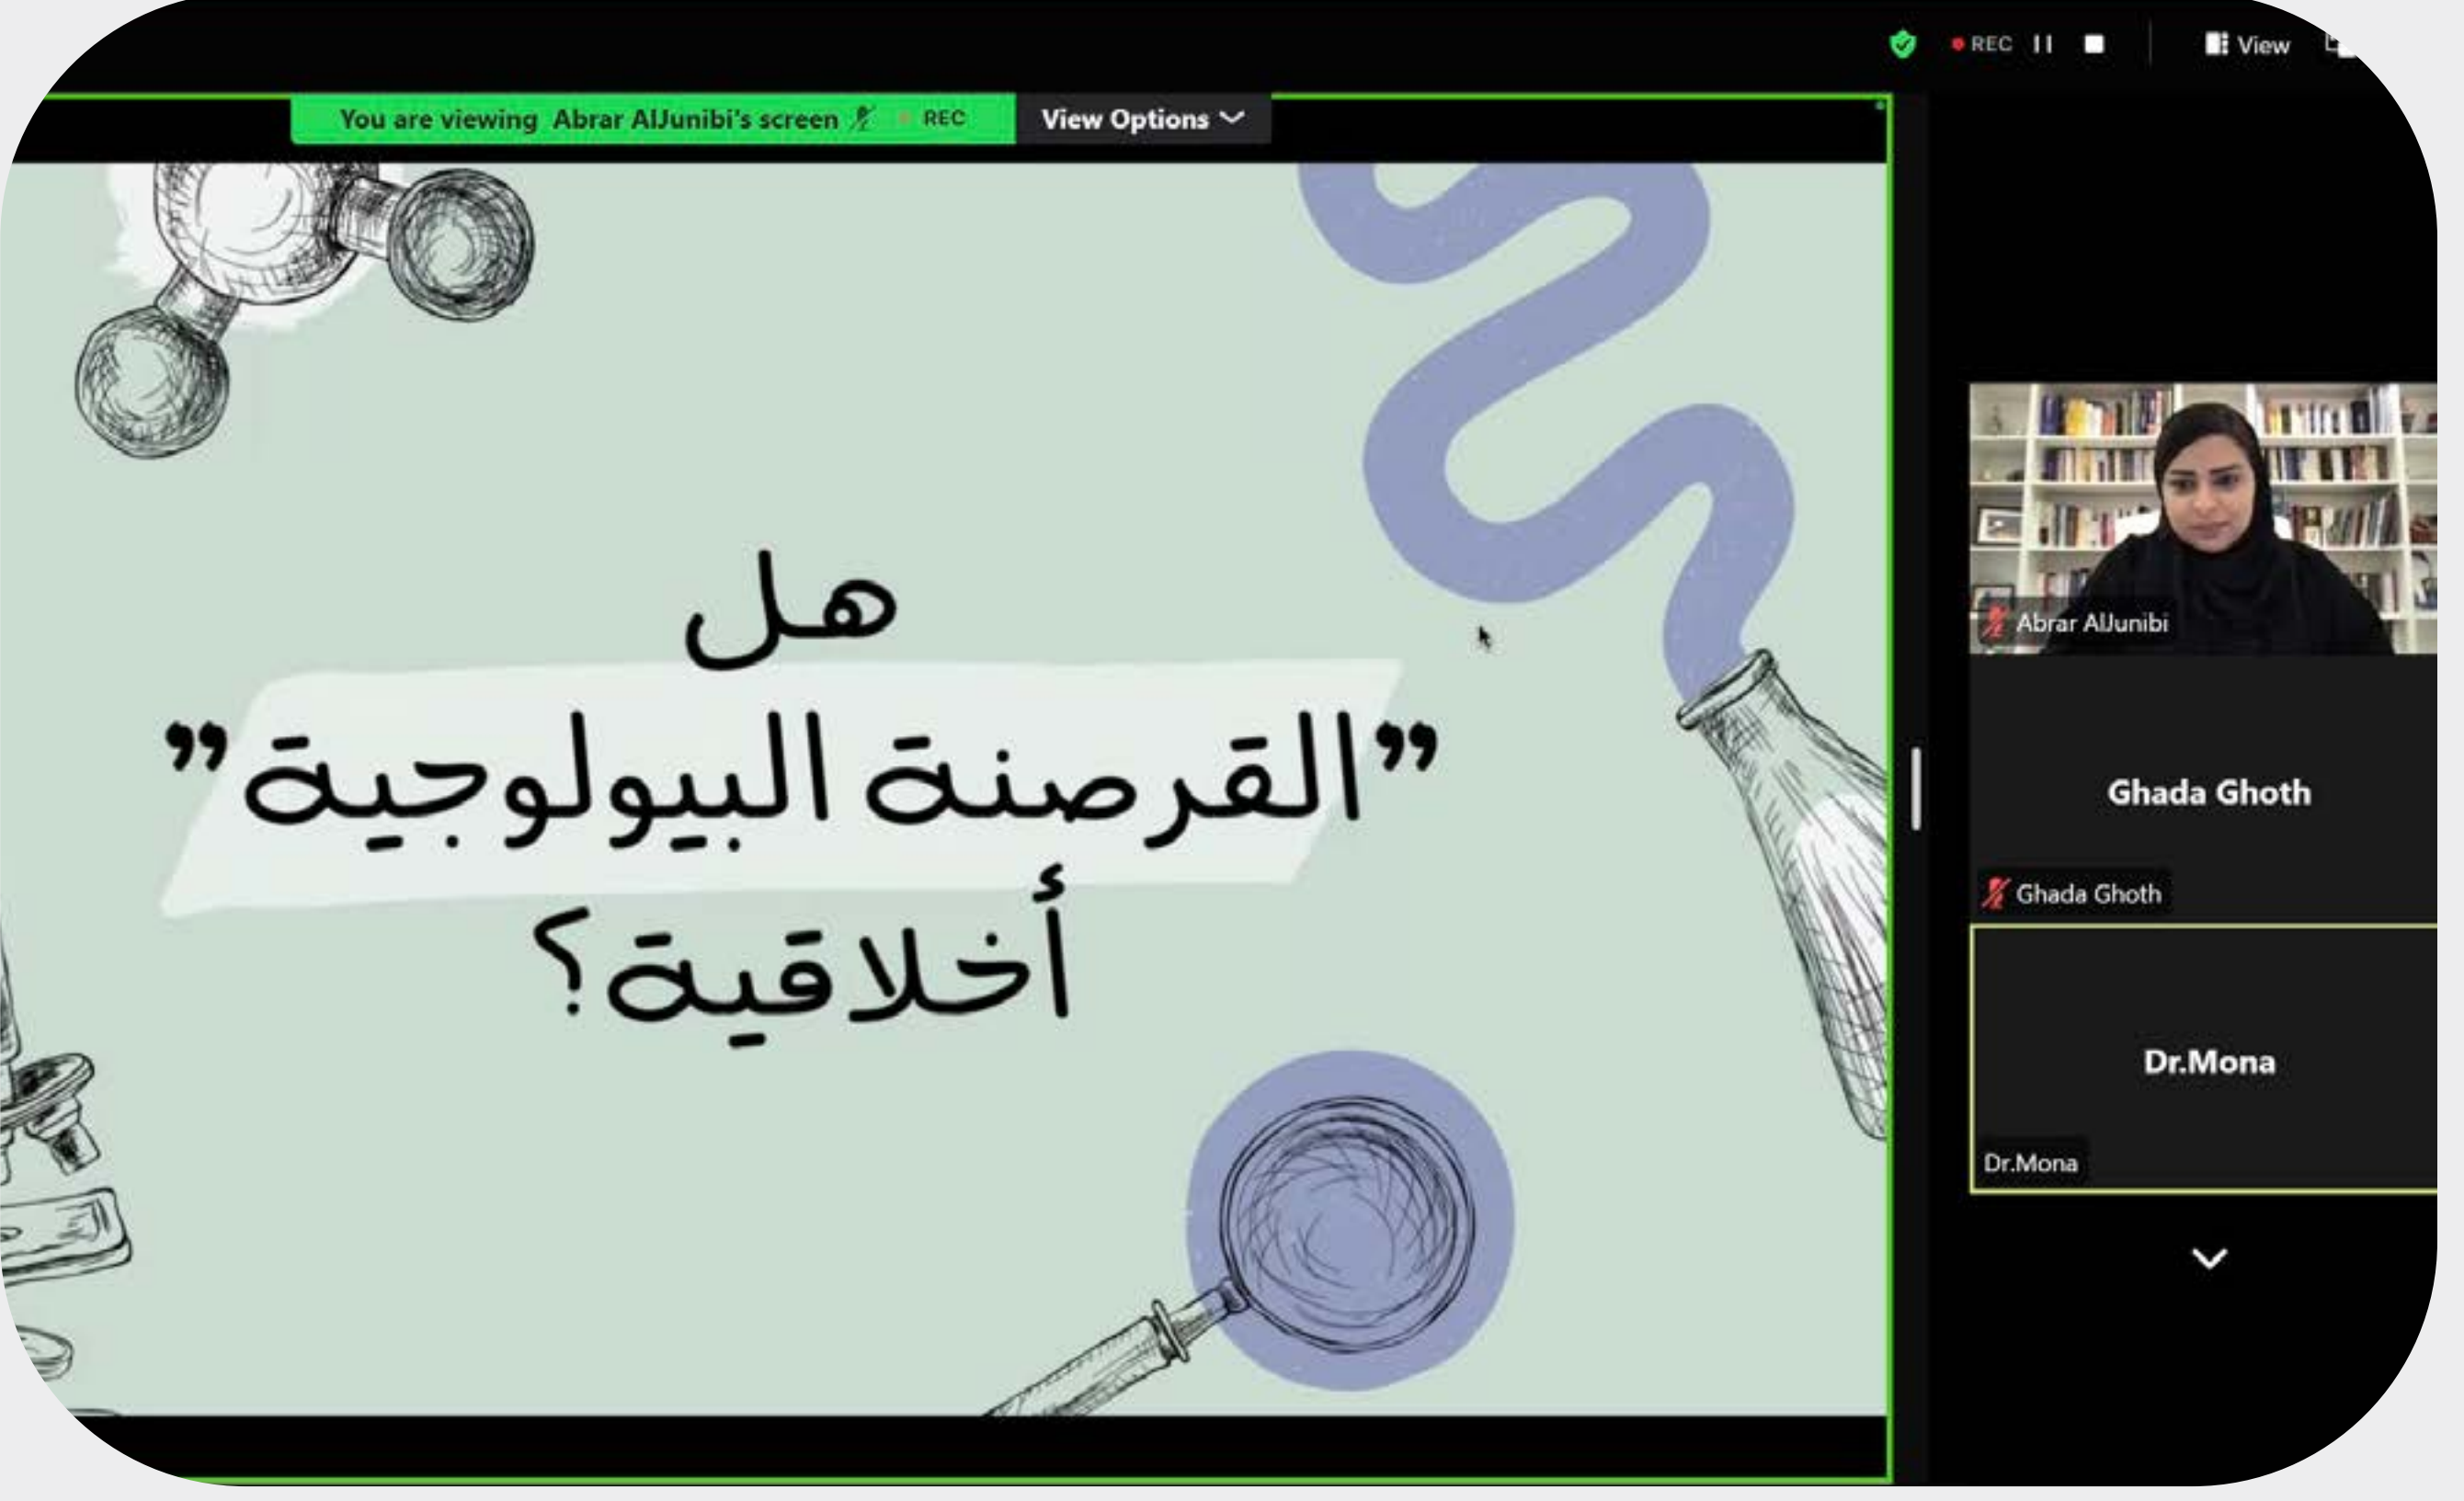 REC
View
You are viewing Abrar AlJunibi's screen REC
View Options
هل
"القرصنة البيولوجية"
أخلاقية؟
Abrar AlJunibi
Ghada Ghoth
Ghada Ghoth
Dr.Mona
Dr.Mona